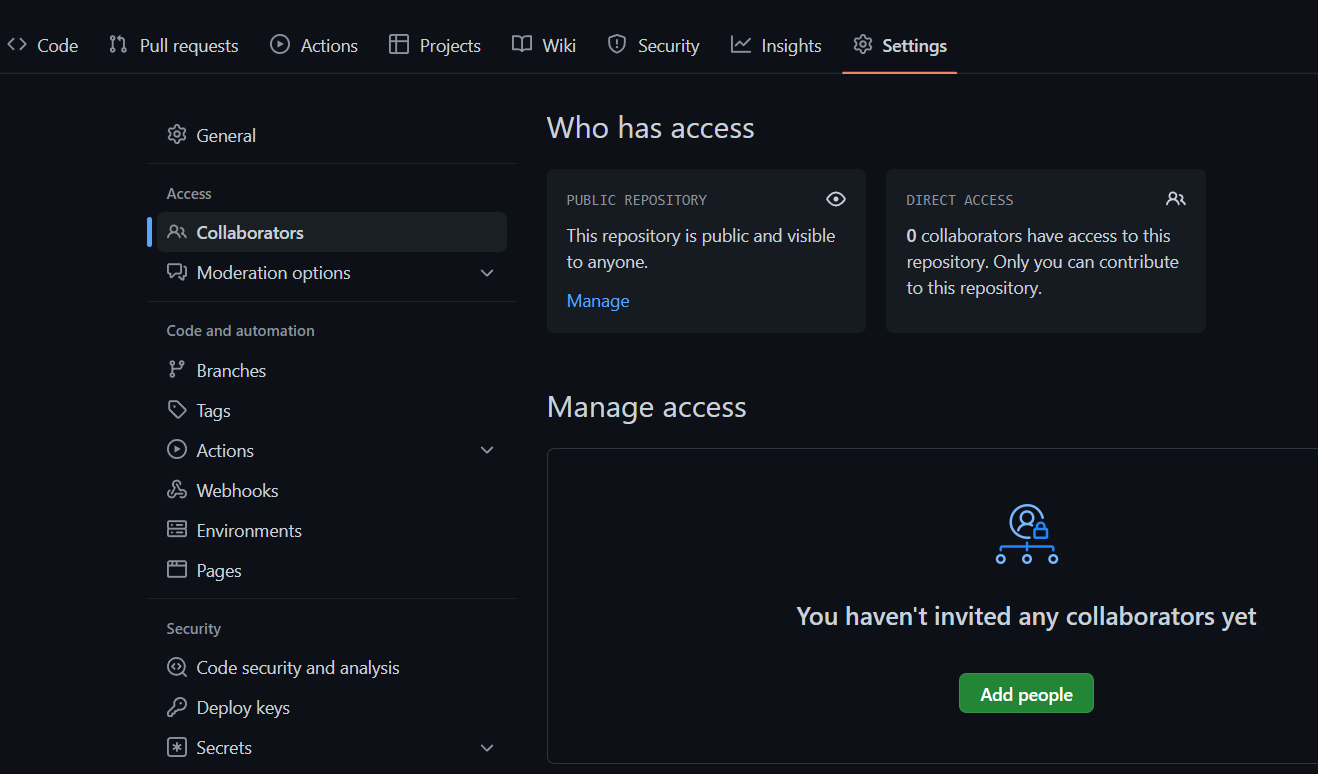 Code
Pull requests
Actions
Projects
Wiki
Security
Insights
Settings
General
Access
Collaborators
Moderation options
Code and automation
Branches
Tags
Actions
Webhooks
Environments
Pages
Security
Code security and analysis
Deploy keys
Secrets
Who has access
PUBLIC REPOSITORY
This repository is public and visible
to anyone.
Manage
DIRECT ACCESS
0 collaborators have access to this
repository. Only you can contribute
to this repository.
Manage access
You haven't invited any collaborators yet
Add people